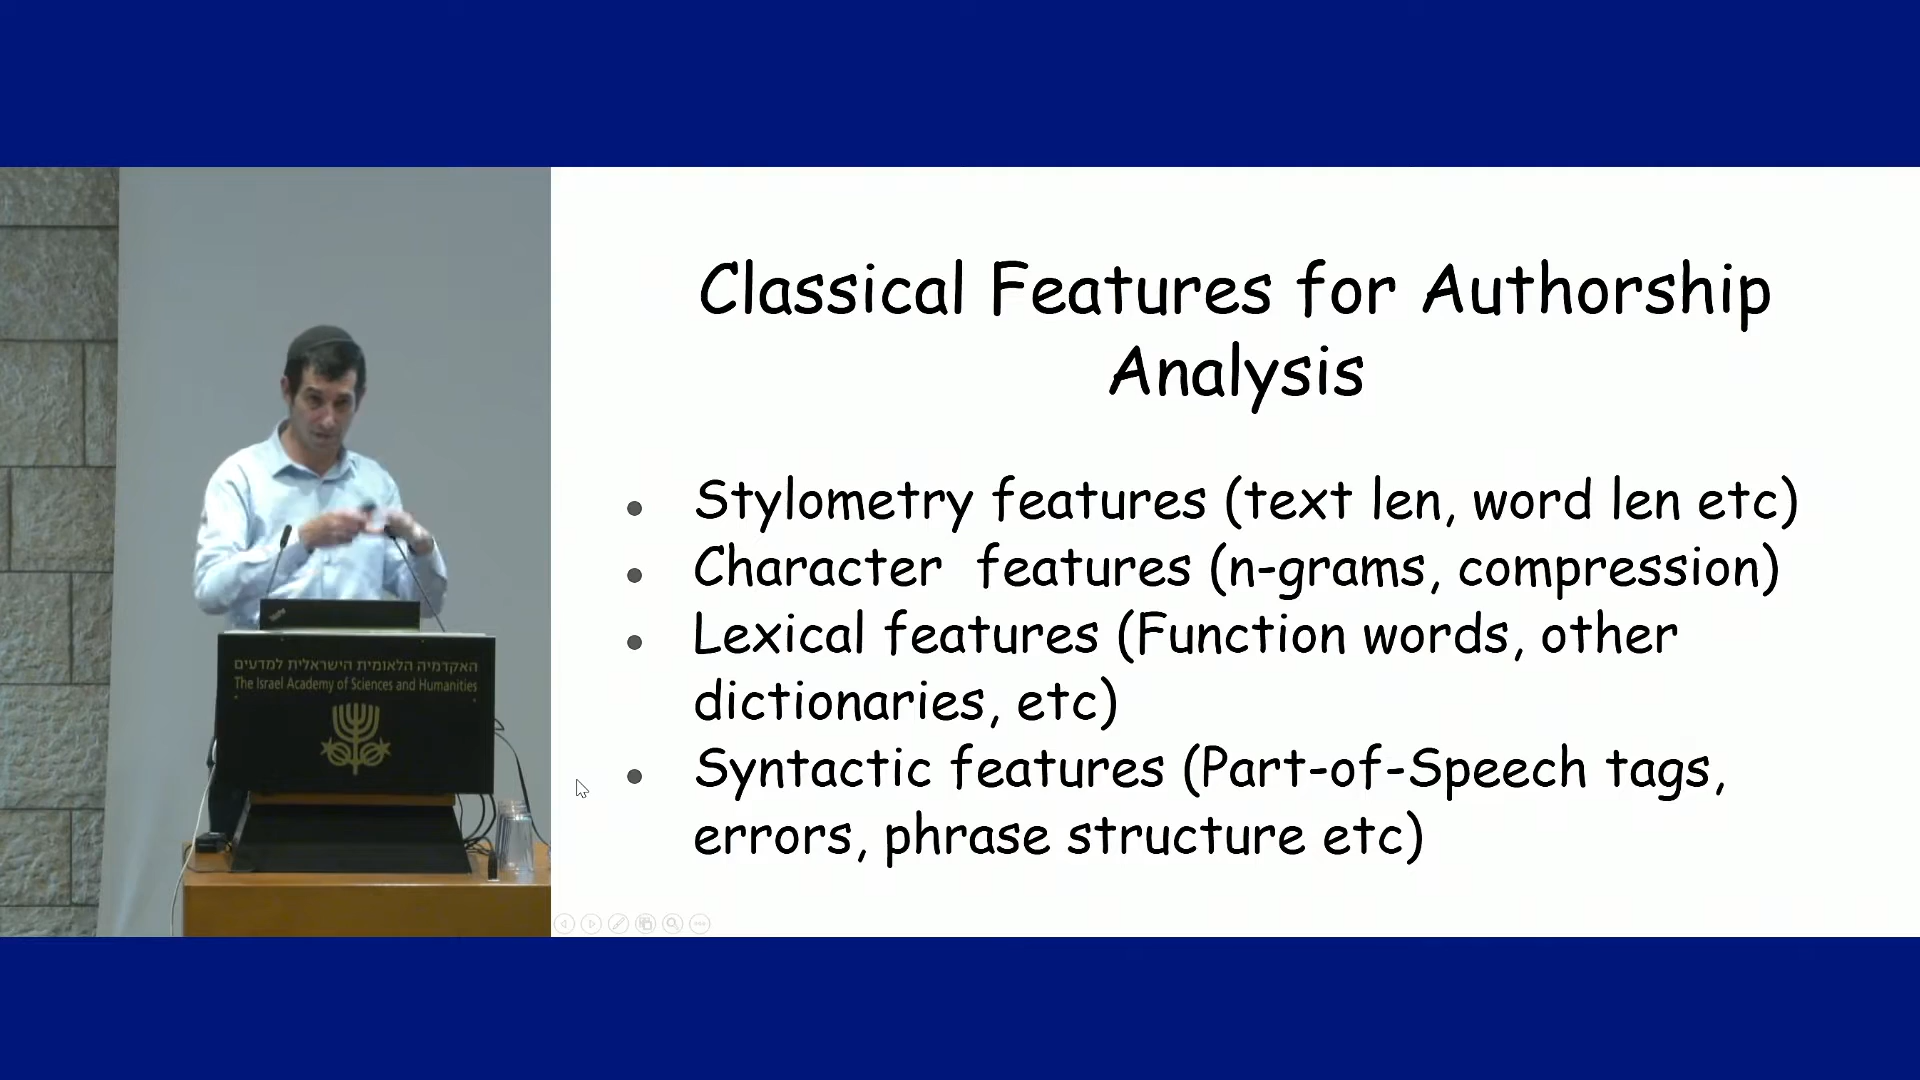 האקדמיה הלאומית הישראלית למדעים
The Israel Academy of Sciences and Humanities
Classical Features for Authorship
Analysis
• Stylometry features (text len, word len etc)
• Character features (n-grams, compression)
• Lexical features (Function words, other
dictionaries, etc)
• Syntactic features (Part-of-Speech tags,
errors, phrase structure etc)